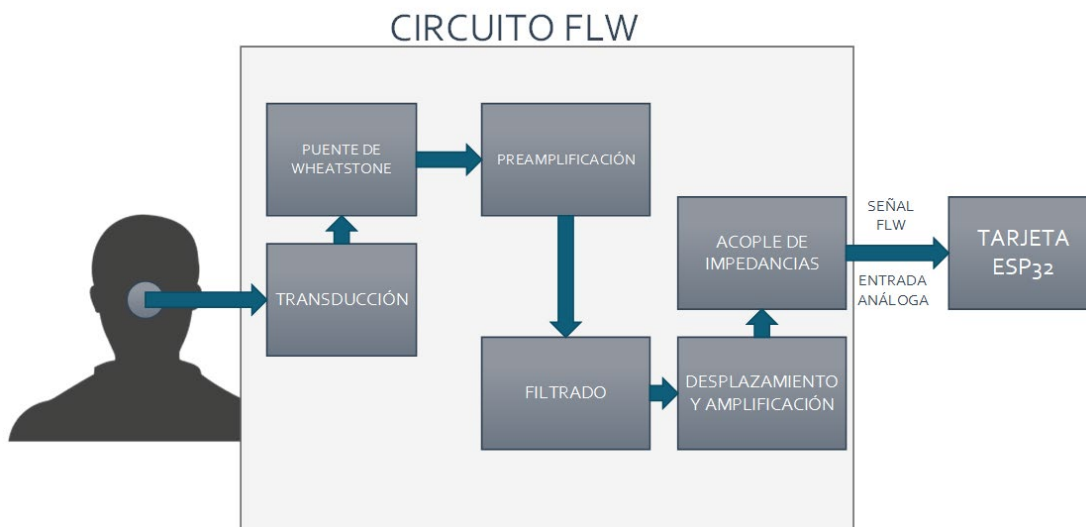 CIRCUITO FLW
PUENTE DE
WHEATSTONE
PREAMPLIFICACIÓN
TRANSDUCCIÓN
FILTRADO
DESPLAZAMIENTO
Y AMPLIFICACIÓN
ACOPLE DE
IMPEDANCIAS
SEÑAL
FLW
ENTRADA
ANÁLOGA
TARJETA
ESP32